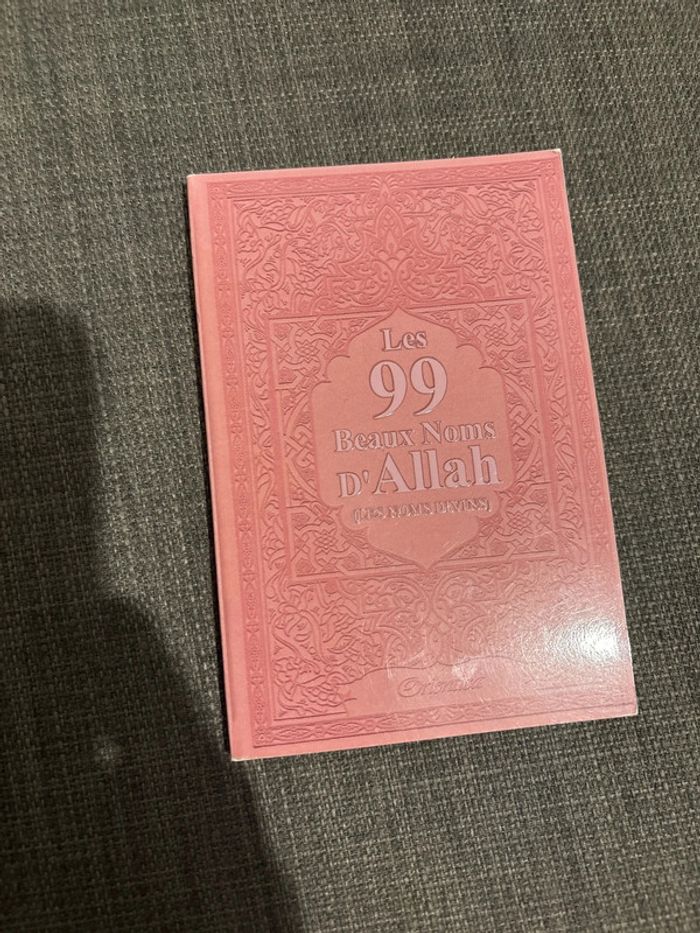 Les
99
Beaux Noms
D'Allah
(LES NOMS DIVINS)
Orientica